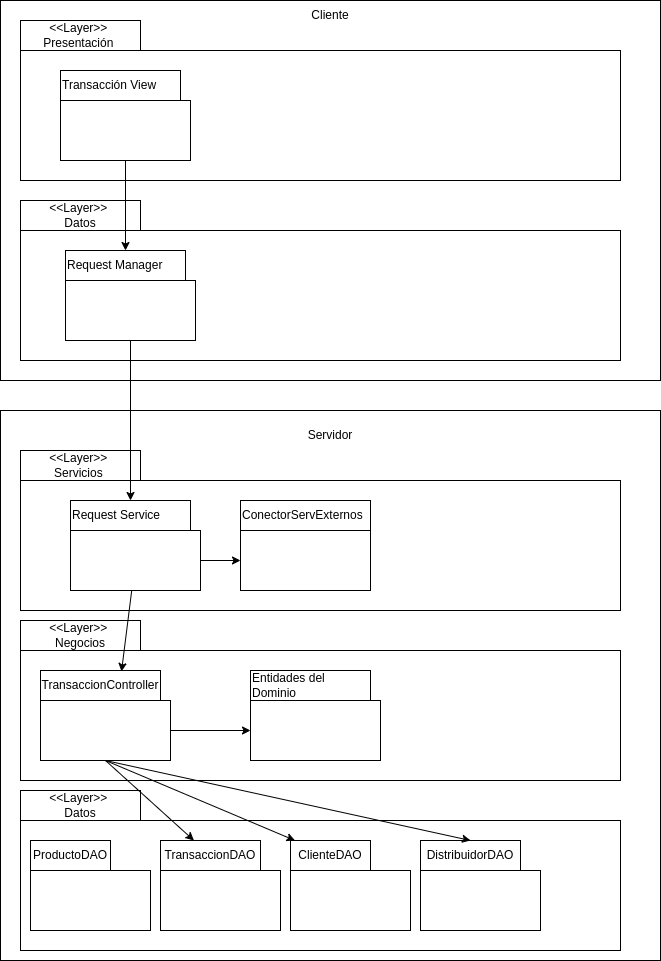 Cliente
<<Layer>>
Presentación
Transacción View
<<Layer>>
Datos
Request Manager
Servidor
<<Layer>>
Servicios
Request Service
ConectorServExternos
<<Layer>>
Negocios
TransaccionController
Entidades del
Dominio
<<Layer>>
Datos
ProductoDAO
TransaccionDAO
ClienteDAO
DistribuidorDAO